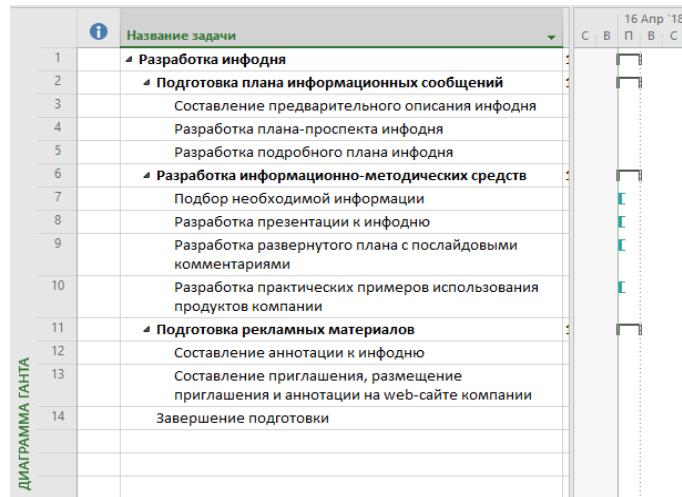 16 Апр '18
Название задачи
С В П В С
1 Разработка инфодня 1
2 Подготовка плана информационных сообщений 1
3 Составление предварительного описания инфодня
4 Разработка плана-проспекта инфодня
5 Разработка подробного плана инфодня
6 Разработка информационно-методических средств 1
7 Подбор необходимой информации
8 Разработка презентации к инфодню
9 Разработка развернутого плана с послайдовыми
комментариями
10 Разработка практических примеров использования
продуктов компании
11 Подготовка рекламных материалов 1
12 Составление аннотации к инфодню
13 Составление приглашения, размещение
приглашения и аннотации на web-сайте компании
14 Завершение подготовки
ДИАГРАММА ГАНТА